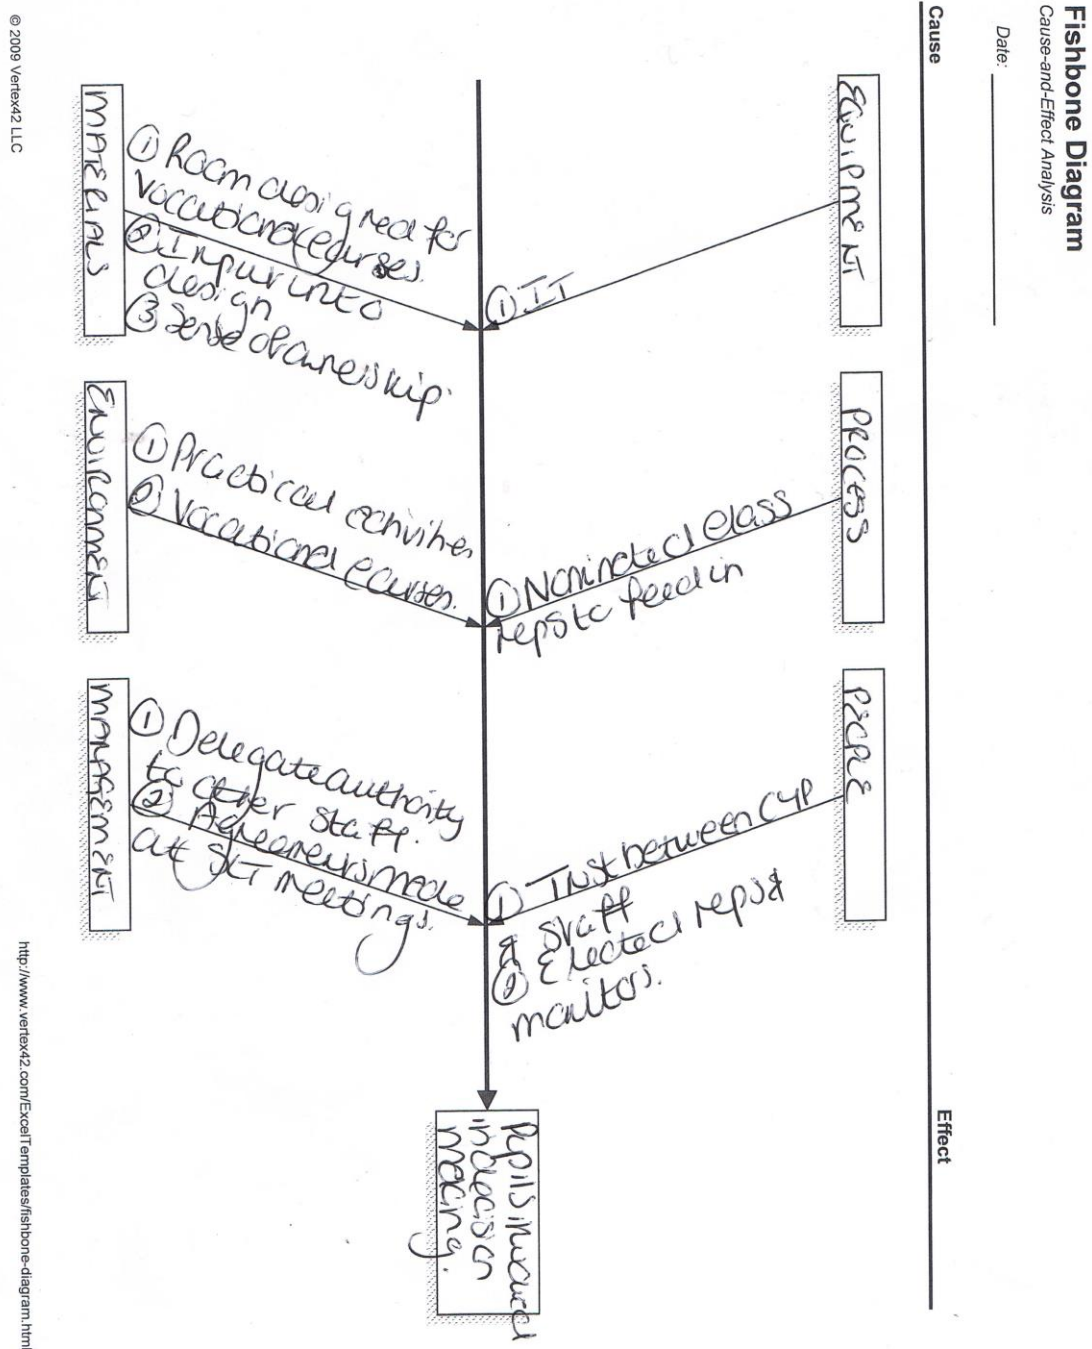 Fishbone Diagram
Cause-and-Effect Analysis
Date:
Cause
Effect
EQUIPMENT
PROCESS
PEOPLE
① IT
① Nominated class
reps to feed in
① Trust between CYP
& Staff
② Elected reps &
monitors.
Pupils involved
in decision
making.
① Room designed for
vocational courses.
② Input into
design
③ Sense of ownership
① Practical activities
② Vocational courses.
① Delegate authority
to other staff.
② Agreements made
at SLT meetings.
MATERIALS
ENVIRONMENT
MANAGEMENT
© 2009 Vertex42 LLC
http://www.vertex42.com/ExcelTemplates/fishbone-diagram.html